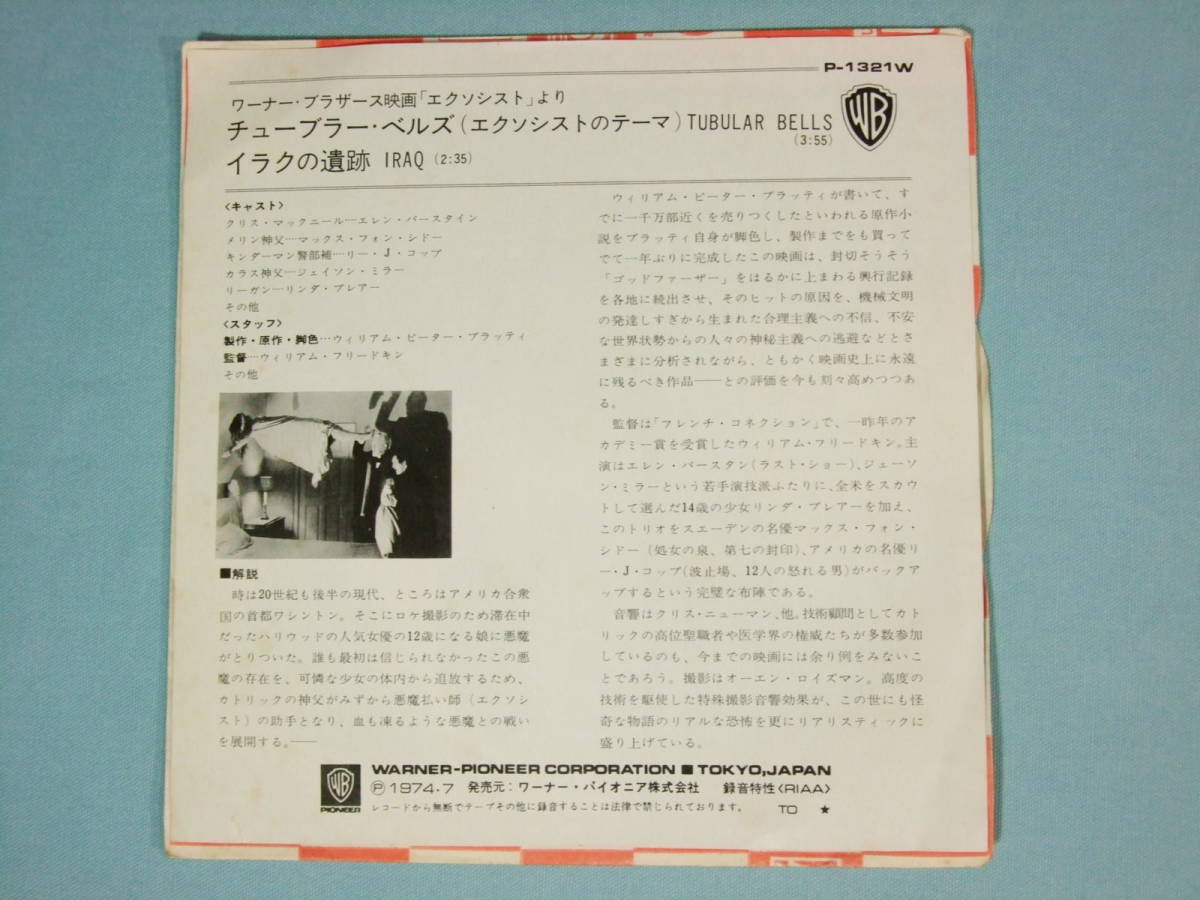 P-1321W
ワーナー・ブラザース映画「エクソシスト」より
チューブラー・ベルズ(エクソシストのテーマ)TUBULAR BELLS
(3:55)
WB
イラクの遺跡 IRAQ (2:35)
〈キャスト〉
クリス・マックニール…エレン・バースタイン
メリン神父…マックス・フォン・シドー
キンダーマン警部補…リー・J・コップ
カラス神父…ジェイソン・ミラー
リーガン…リンダ・ブレアー
その他
〈スタッフ〉
製作・原作・脚色…ウィリアム・ピーター・ブラッティ
監督…ウィリアム・フリードキン
その他
■解説
時は20世紀も後半の現代、ところはアメリカ合衆
国の首都ワシントン。そこにロケ撮影のため滞在中
だったハリウッドの人気女優の12歳になる娘に悪魔
がとりついた。誰も最初は信じられなかったこの悪
魔の存在を、可憐な少女の体内から追放するため、
カトリックの神父がみずから悪魔払い師(エクソシ
スト)の助手となり、血も凍るような悪魔との戦い
を展開する。——
ウィリアム・ピーター・ブラッティが書いて、す
でに一千万部近くを売りつくしたといわれる原作小
説をブラッティ自身が脚色し、製作までをも買って
でて一年ぶりに完成したこの映画は、封切そうそう
「ゴッドファーザー」をはるかに上まわる興行記録
を各地に続出させ、そのヒットの原因を、機械文明
の発達しすぎから生まれた合理主義への不信、不安
な世界状勢からの人々の神秘主義への逃避などとさ
まざまに分析されながら、ともかく映画史上に永遠
に残るべき作品——との評価を今も刻々高めつつあ
る。
監督は「フレンチ・コネクション」で、一昨年のア
カデミー賞を受賞したウィリアム・フリードキン。主
演はエレン・バースタン(ラスト・ショー)、ジェーソ
ン・ミラーという若手演技派ふたりに、全米をスカウ
トして選んだ14歳の少女リンダ・ブレアーを加え、
このトリオをスエーデンの名優マックス・フォン・
シドー(処女の泉、第七の封印)、アメリカの名優リ
ー・J・コップ(波止場、12人の怒れる男)がバックア
ップするという完璧な布陣である。
音響はクリス・ニューマン、他。技術顧問としてカト
リックの高位聖職者や医学界の権威たちが多数参加
しているのも、今までの映画には余り例をみないこ
とであろう。撮影はオーエン・ロイズマン。高度の
技術を駆使した特殊撮影音響効果が、この世にも怪
奇な物語のリアルな恐怖を更にリアリスティックに
盛り上げている。
WB
PIONEER
WARNER-PIONEER CORPORATION ■ TOKYO,JAPAN
Ⓟ1974.7 発売元:ワーナー・パイオニア株式会社 録音特性〈RIAA〉
レコードから無断でテープその他に録音することは法律で禁じられております。 TO ★